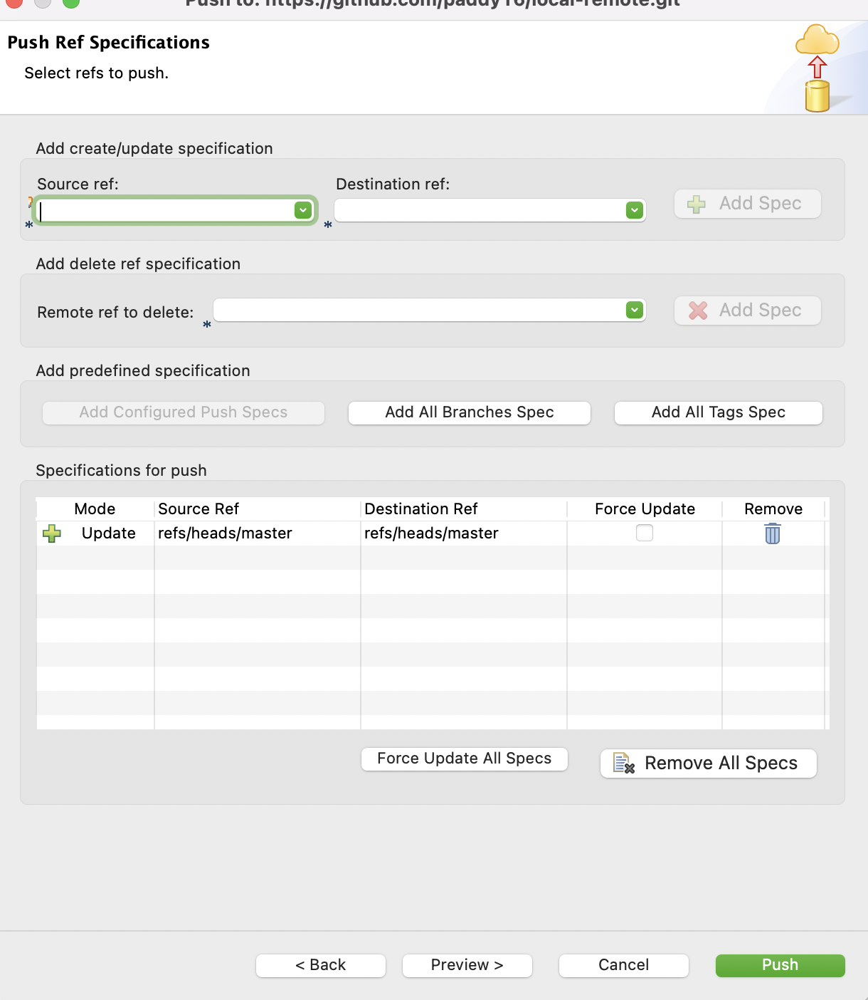 Push to: https://github.com/paddy16/local-remote.git
Push Ref Specifications
Select refs to push.
Add create/update specification
Source ref: Destination ref:
Add Spec
Add delete ref specification
Remote ref to delete: Add Spec
Add predefined specification
Add Configured Push Specs Add All Branches Spec Add All Tags Spec
Specifications for push
Mode Source Ref Destination Ref Force Update Remove
Update refs/heads/master refs/heads/master
Force Update All Specs Remove All Specs
< Back Preview > Cancel Push